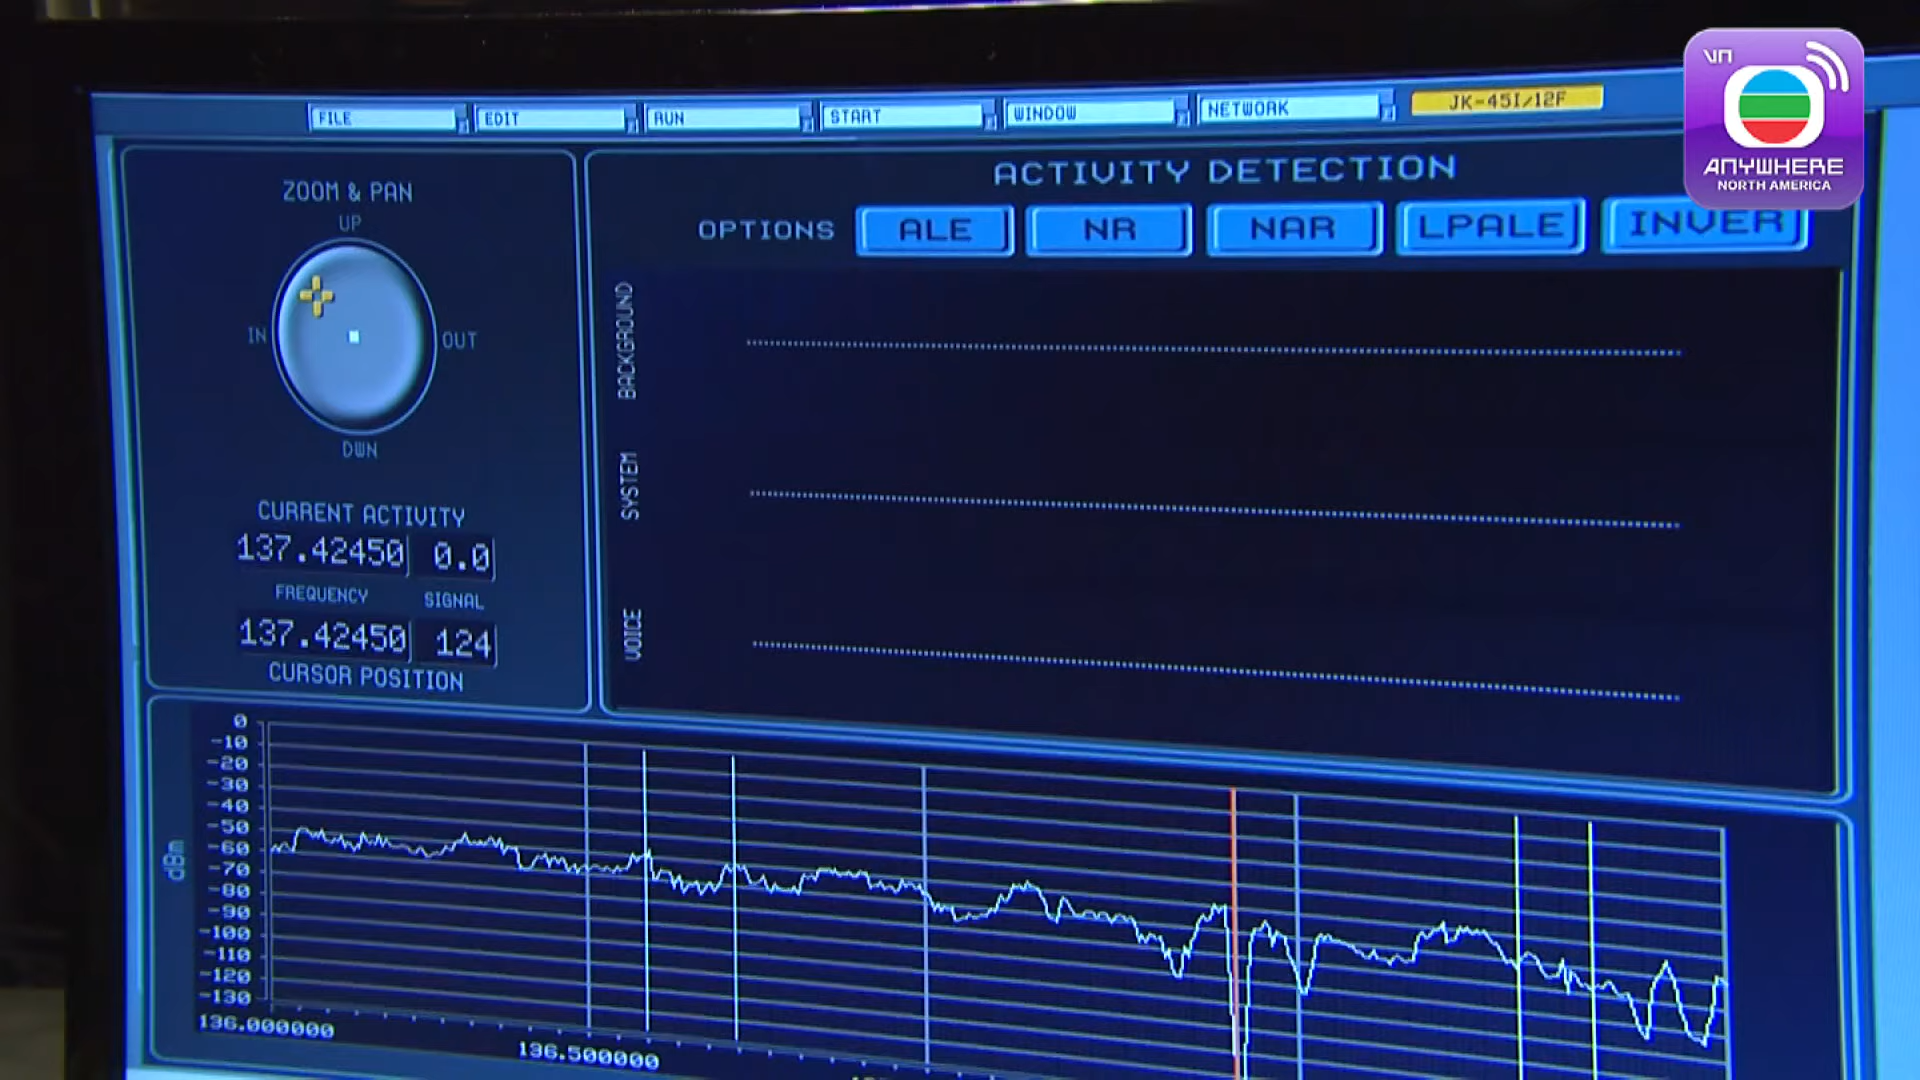 FILE
EDIT
RUN
START
WINDOW
NETWORK
JK-45I/12F
ANYWHERE
NORTH AMERICA
ZOOM & PAN
UP
IN
OUT
DWN
CURRENT ACTIVITY
137.42450 0.0
FREQUENCY SIGNAL
137.42450 124
CURSOR POSITION
ACTIVITY DETECTION
OPTIONS ALE NR NAR LPALE INVER
BACKGROUND
SYSTEM
VOICE
dBm
0
-10
-20
-30
-40
-50
-60
-70
-80
-90
-100
-110
-120
-130
136.000000
136.500000